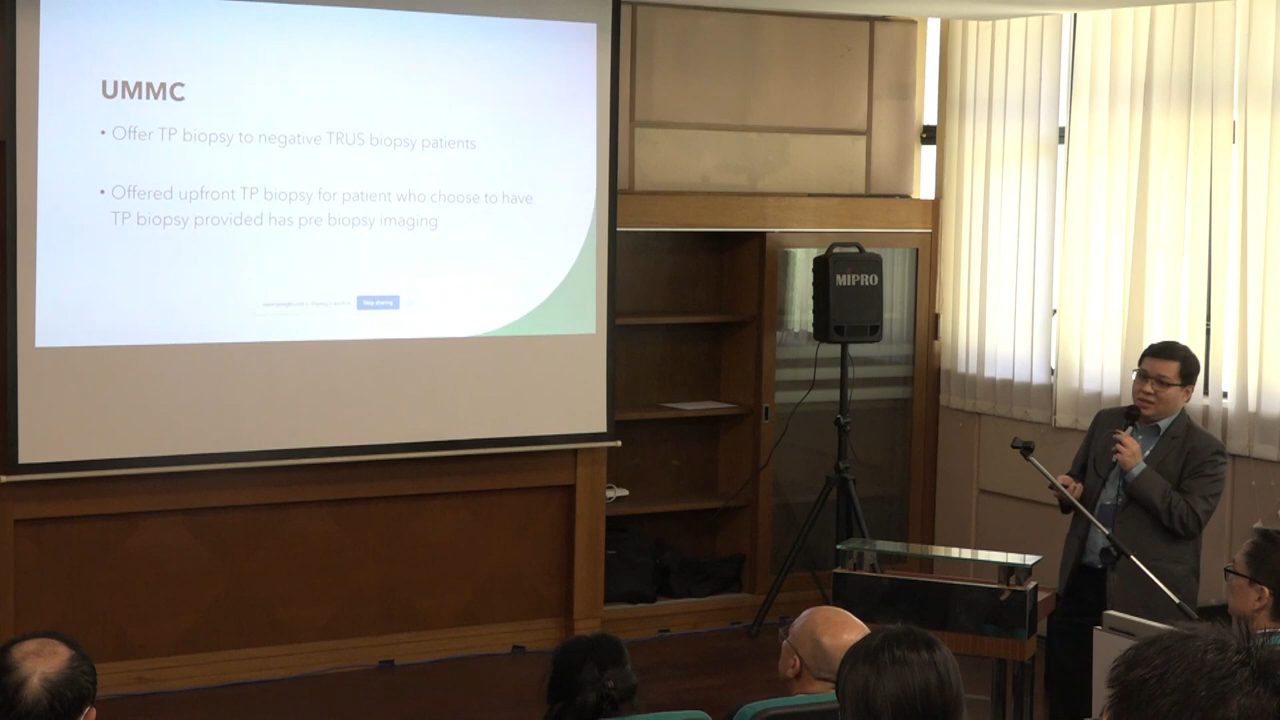 UMMC
• Offer TP biopsy to negative TRUS biopsy patients
• Offered upfront TP biopsy for patient who choose to have
TP biopsy provided has pre biopsy imaging
Stop sharing
MIPRO